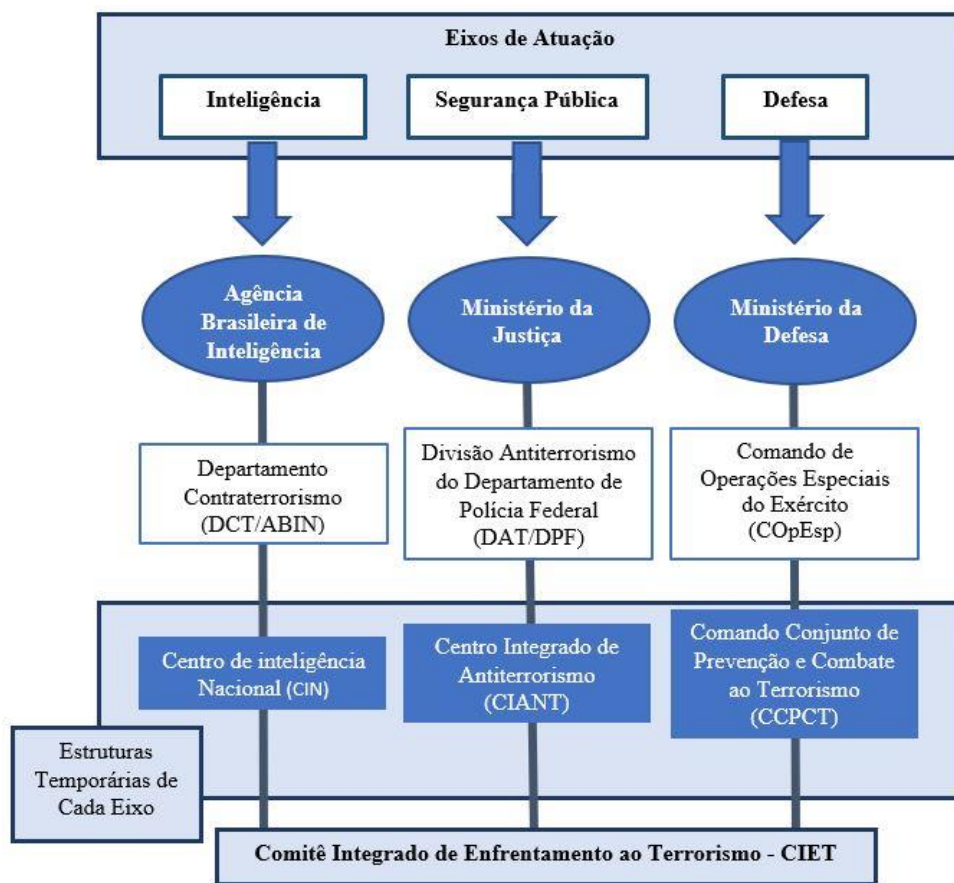 Eixos de Atuação
Inteligência
Segurança Pública
Defesa
Agência
Brasileira de
Inteligência
Ministério da
Justiça
Ministério da
Defesa
Departamento
Contraterrorismo
(DCT/ABIN)
Divisão Antiterrorismo
do Departamento de
Polícia Federal
(DAT/DPF)
Comando de
Operações Especiais
do Exército
(COpEsp)
Centro de inteligência
Nacional (CIN)
Centro Integrado de
Antiterrorismo
(CIANT)
Comando Conjunto de
Prevenção e Combate
ao Terrorismo
(CCPCT)
Estruturas
Temporárias de
Cada Eixo
Comitê Integrado de Enfrentamento ao Terrorismo - CIET